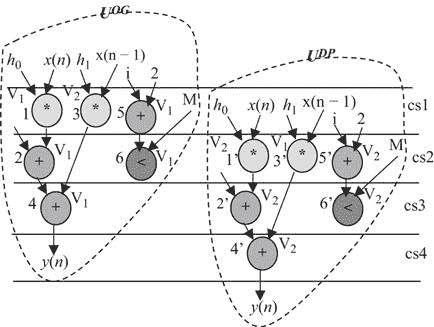 U^OG
U^DP
h₀ x(n) h₁ x(n − 1) i 2
M
V₁ V₂ V₁
1 * 3 * 5 +
cs1
h₀ x(n) h₁ x(n − 1) i 2
M
2 + V₁ 6 < V₁
V₂ V₁ V₂
1’ * 3’ * 5’ +
cs2
4 + V₁
2’ + V₂ 6’ < V₂
cs3
y(n)
4’ + V₂
cs4
y(n)